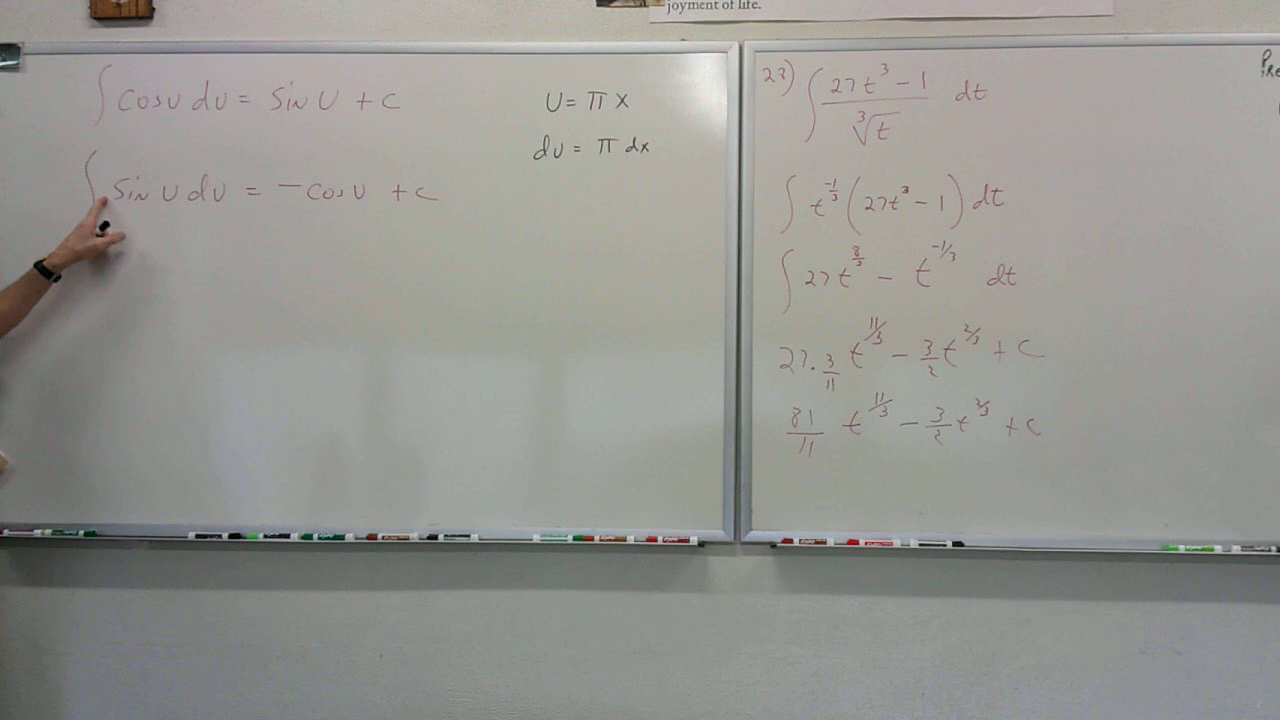 joyment of life.
∫ cos u du = sin u + c
∫ sin u du = -cos u + c
u = π x
du = π dx
23) ∫ (27t³ - 1)/∛t dt
∫ t^(-1/3) (27t³ - 1) dt
∫ 27t^(8/3) - t^(-1/3) dt
27 · 3/11 t^(11/3) - 3/2 t^(2/3) + c
81/11 t^(11/3) - 3/2 t^(2/3) + c